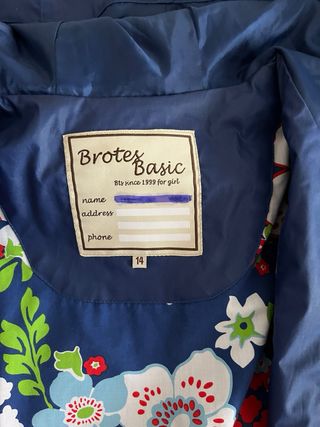 Brotes
Basic
Bts since 1999 for girl
name
address
phone
14